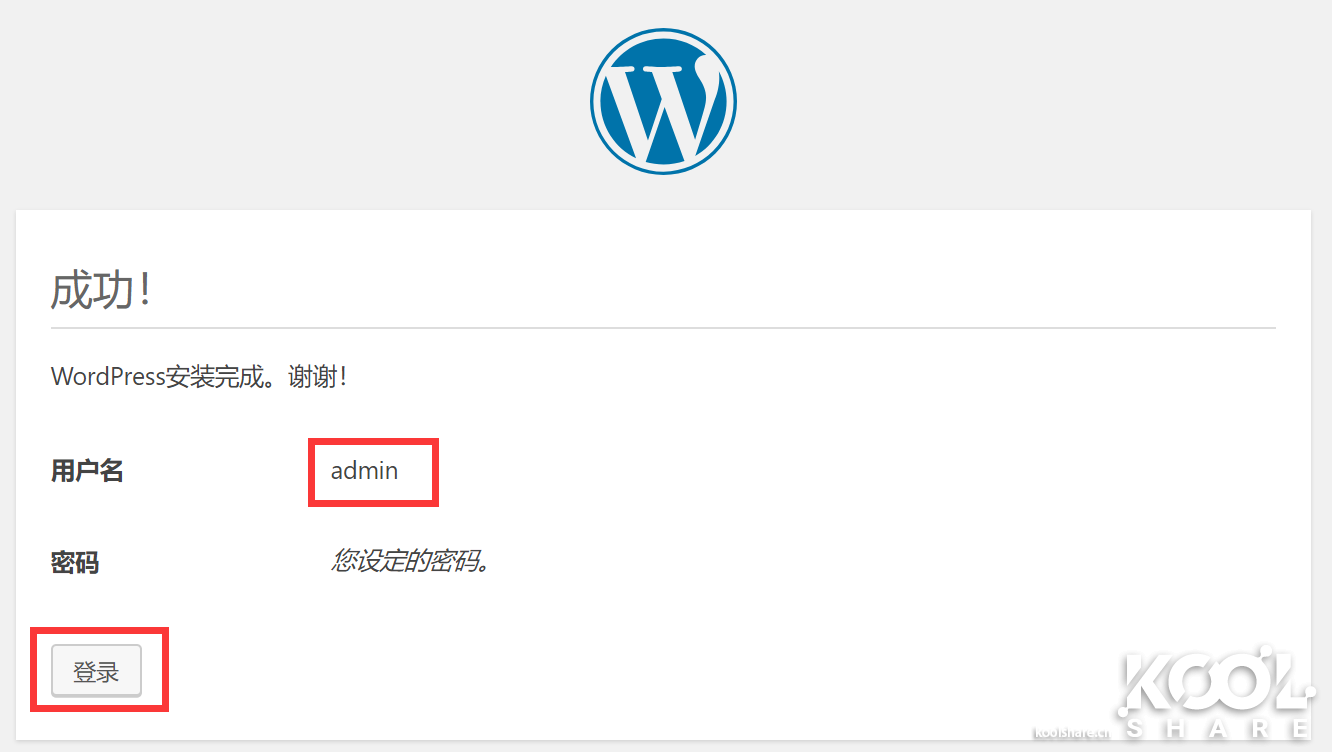 成功！
WordPress安装完成。谢谢！
用户名 admin
密码 您设定的密码。
登录
KOOL
koolshare.cn SHARE